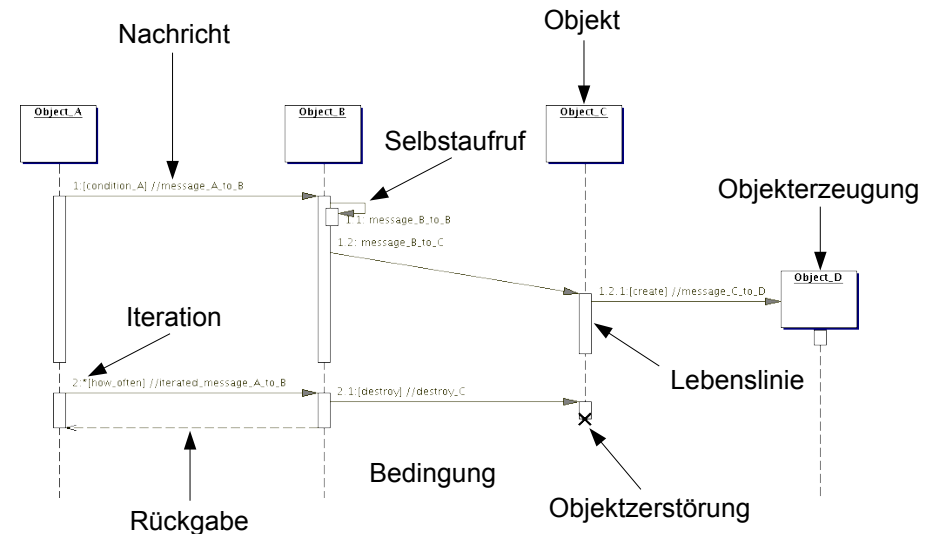 Objekt
Nachricht
Object_A
Object_B
Object_C
Selbstaufruf
1:[condition_A] //message_A_to_B
Objekterzeugung
1.1: message_B_to_B
1.2: message_B_to_C
Object_D
1.2.1:[create] //message_C_to_D
Iteration
Lebenslinie
2:*[how_often] //iterated_message_A_to_B
2.1:[destroy] //destroy_C
Bedingung
Objektzerstörung
Rückgabe